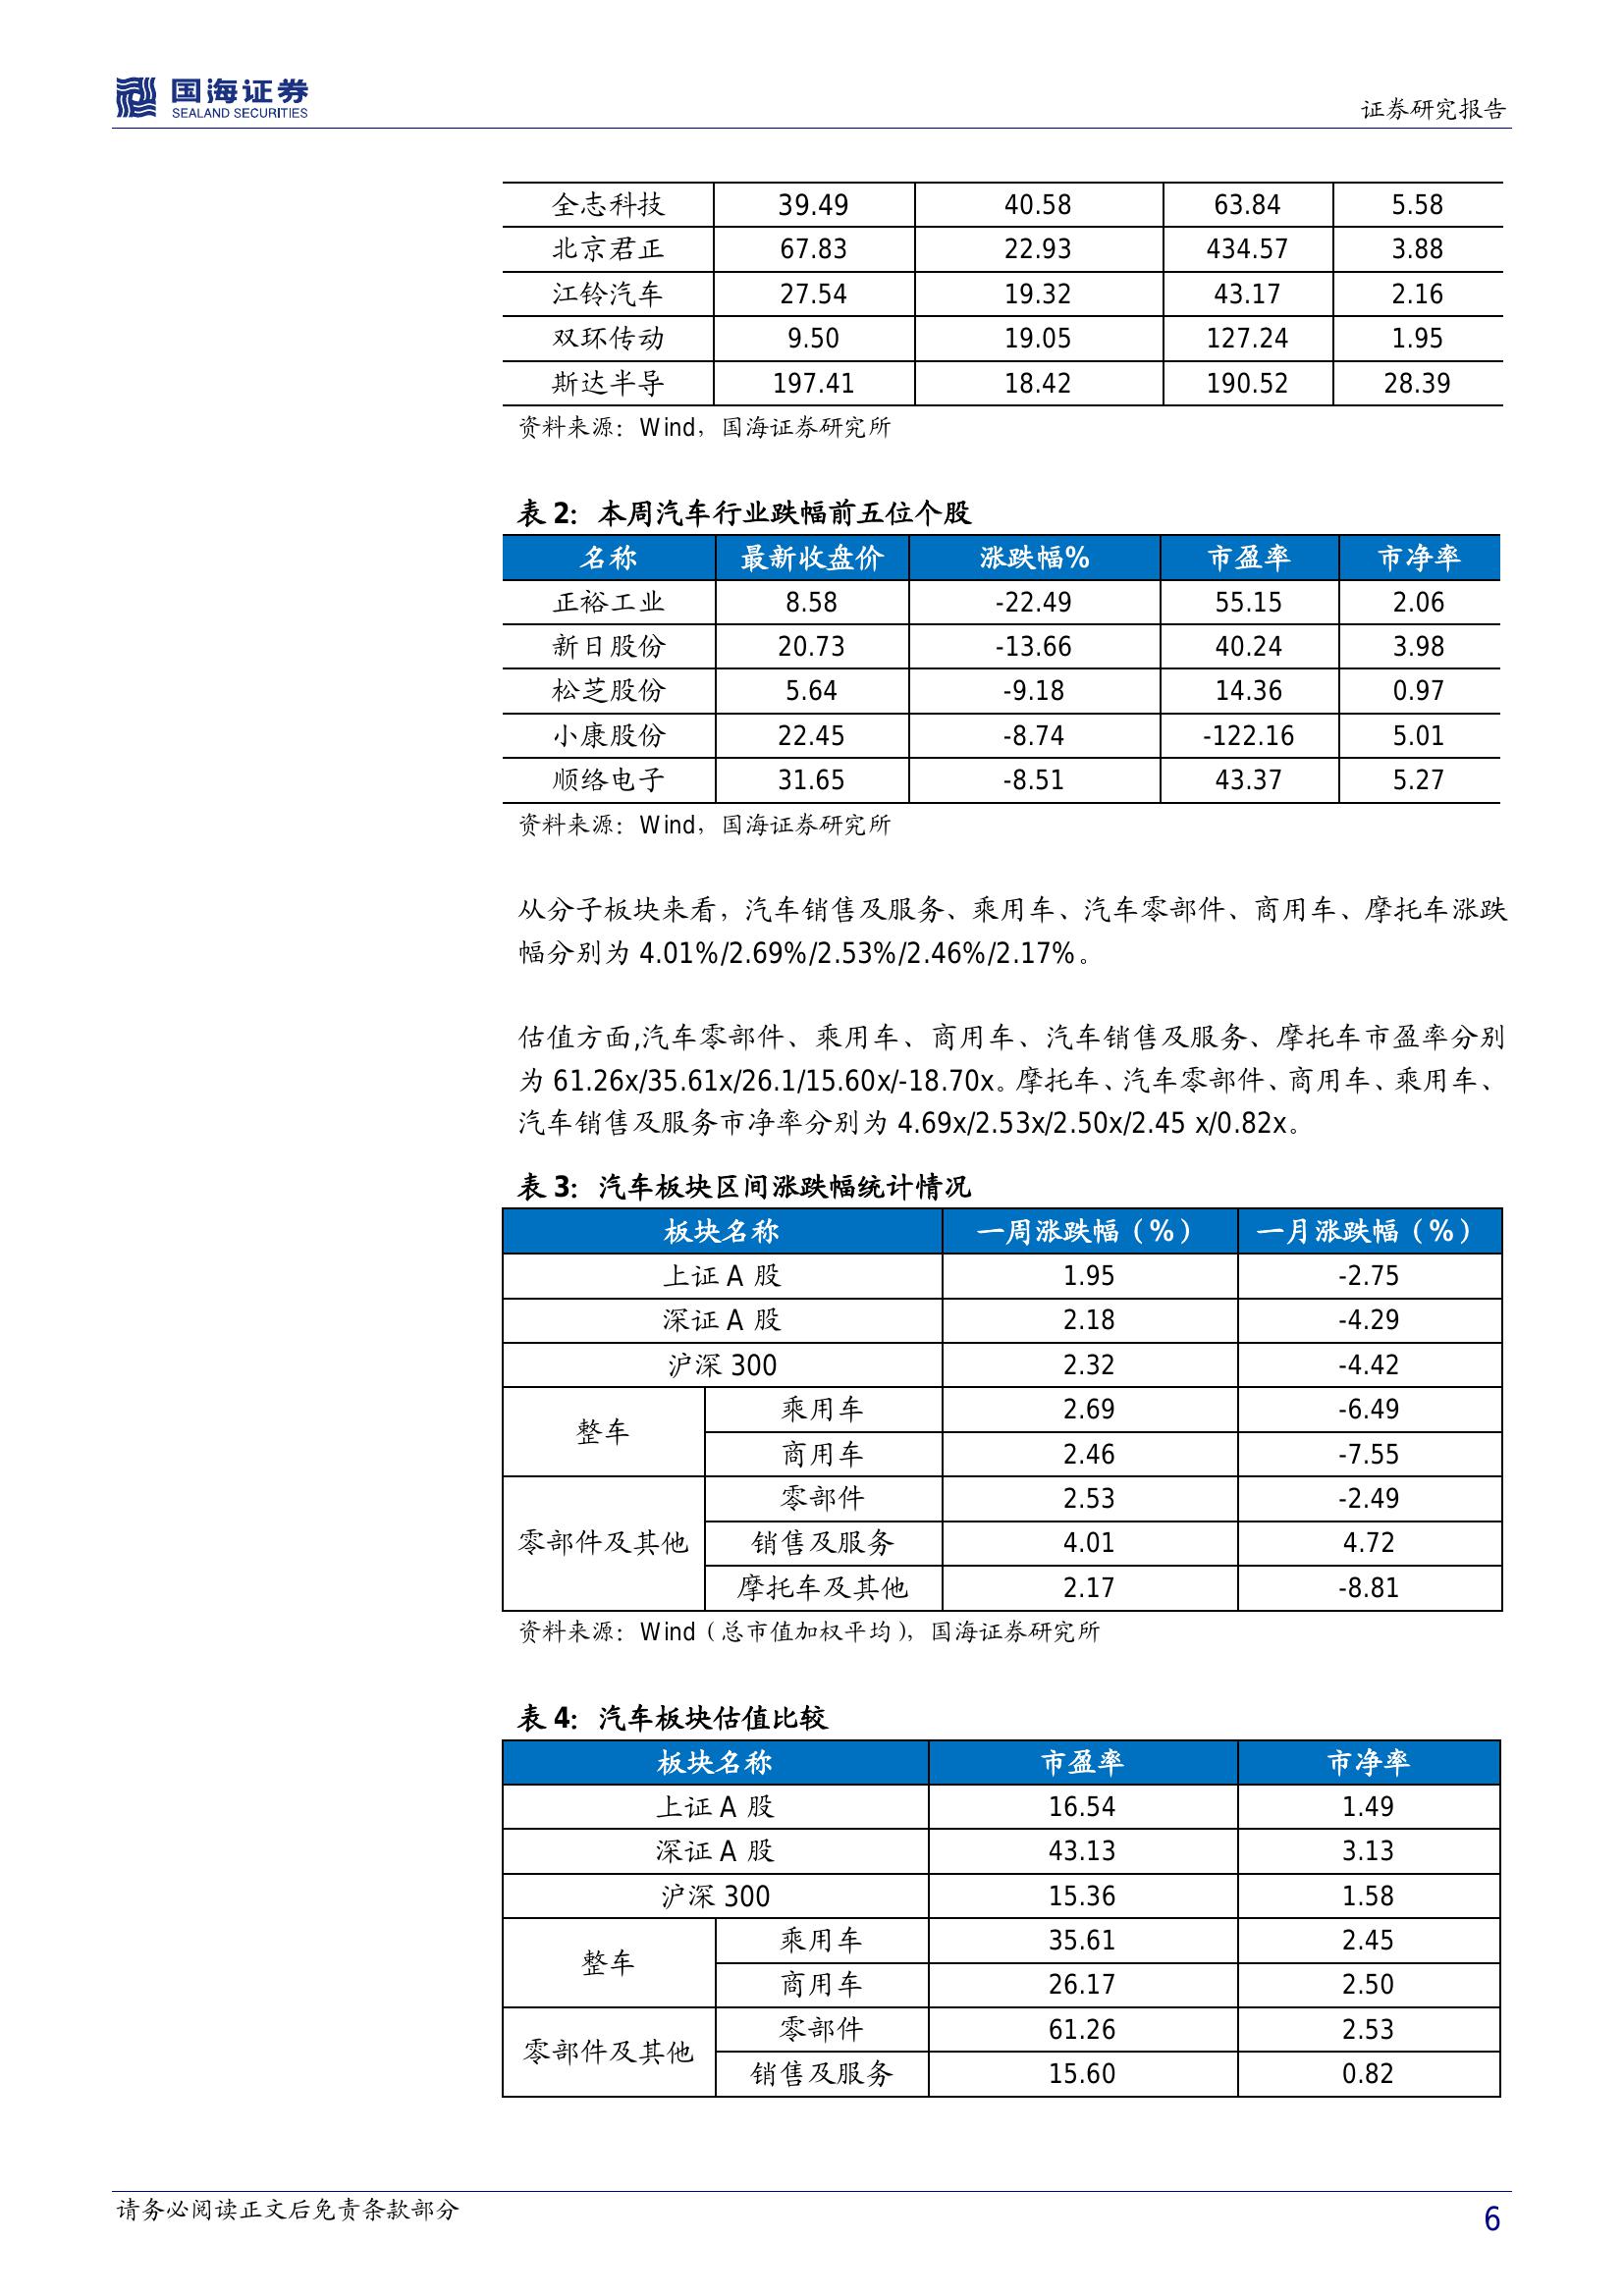 国海证券
SEALAND SECURITIES
证券研究报告
全志科技 39.49 40.58 63.84 5.58
北京君正 67.83 22.93 434.57 3.88
江铃汽车 27.54 19.32 43.17 2.16
双环传动 9.50 19.05 127.24 1.95
斯达半导 197.41 18.42 190.52 28.39
资料来源：Wind，国海证券研究所
表 2：本周汽车行业跌幅前五位个股
名称 最新收盘价 涨跌幅% 市盈率 市净率
正裕工业 8.58 -22.49 55.15 2.06
新日股份 20.73 -13.66 40.24 3.98
松芝股份 5.64 -9.18 14.36 0.97
小康股份 22.45 -8.74 -122.16 5.01
顺络电子 31.65 -8.51 43.37 5.27
资料来源：Wind，国海证券研究所
从分子板块来看，汽车销售及服务、乘用车、汽车零部件、商用车、摩托车涨跌
幅分别为 4.01%/2.69%/2.53%/2.46%/2.17%。
估值方面,汽车零部件、乘用车、商用车、汽车销售及服务、摩托车市盈率分别
为 61.26x/35.61x/26.1/15.60x/-18.70x。摩托车、汽车零部件、商用车、乘用车、
汽车销售及服务市净率分别为 4.69x/2.53x/2.50x/2.45 x/0.82x。
表 3：汽车板块区间涨跌幅统计情况
板块名称 一周涨跌幅（%） 一月涨跌幅（%）
上证 A 股 1.95 -2.75
深证 A 股 2.18 -4.29
沪深 300 2.32 -4.42
整车 乘用车 2.69 -6.49
商用车 2.46 -7.55
零部件及其他 零部件 2.53 -2.49
销售及服务 4.01 4.72
摩托车及其他 2.17 -8.81
资料来源：Wind（总市值加权平均），国海证券研究所
表 4：汽车板块估值比较
板块名称 市盈率 市净率
上证 A 股 16.54 1.49
深证 A 股 43.13 3.13
沪深 300 15.36 1.58
整车 乘用车 35.61 2.45
商用车 26.17 2.50
零部件及其他 零部件 61.26 2.53
销售及服务 15.60 0.82
请务必阅读正文后免责条款部分
6